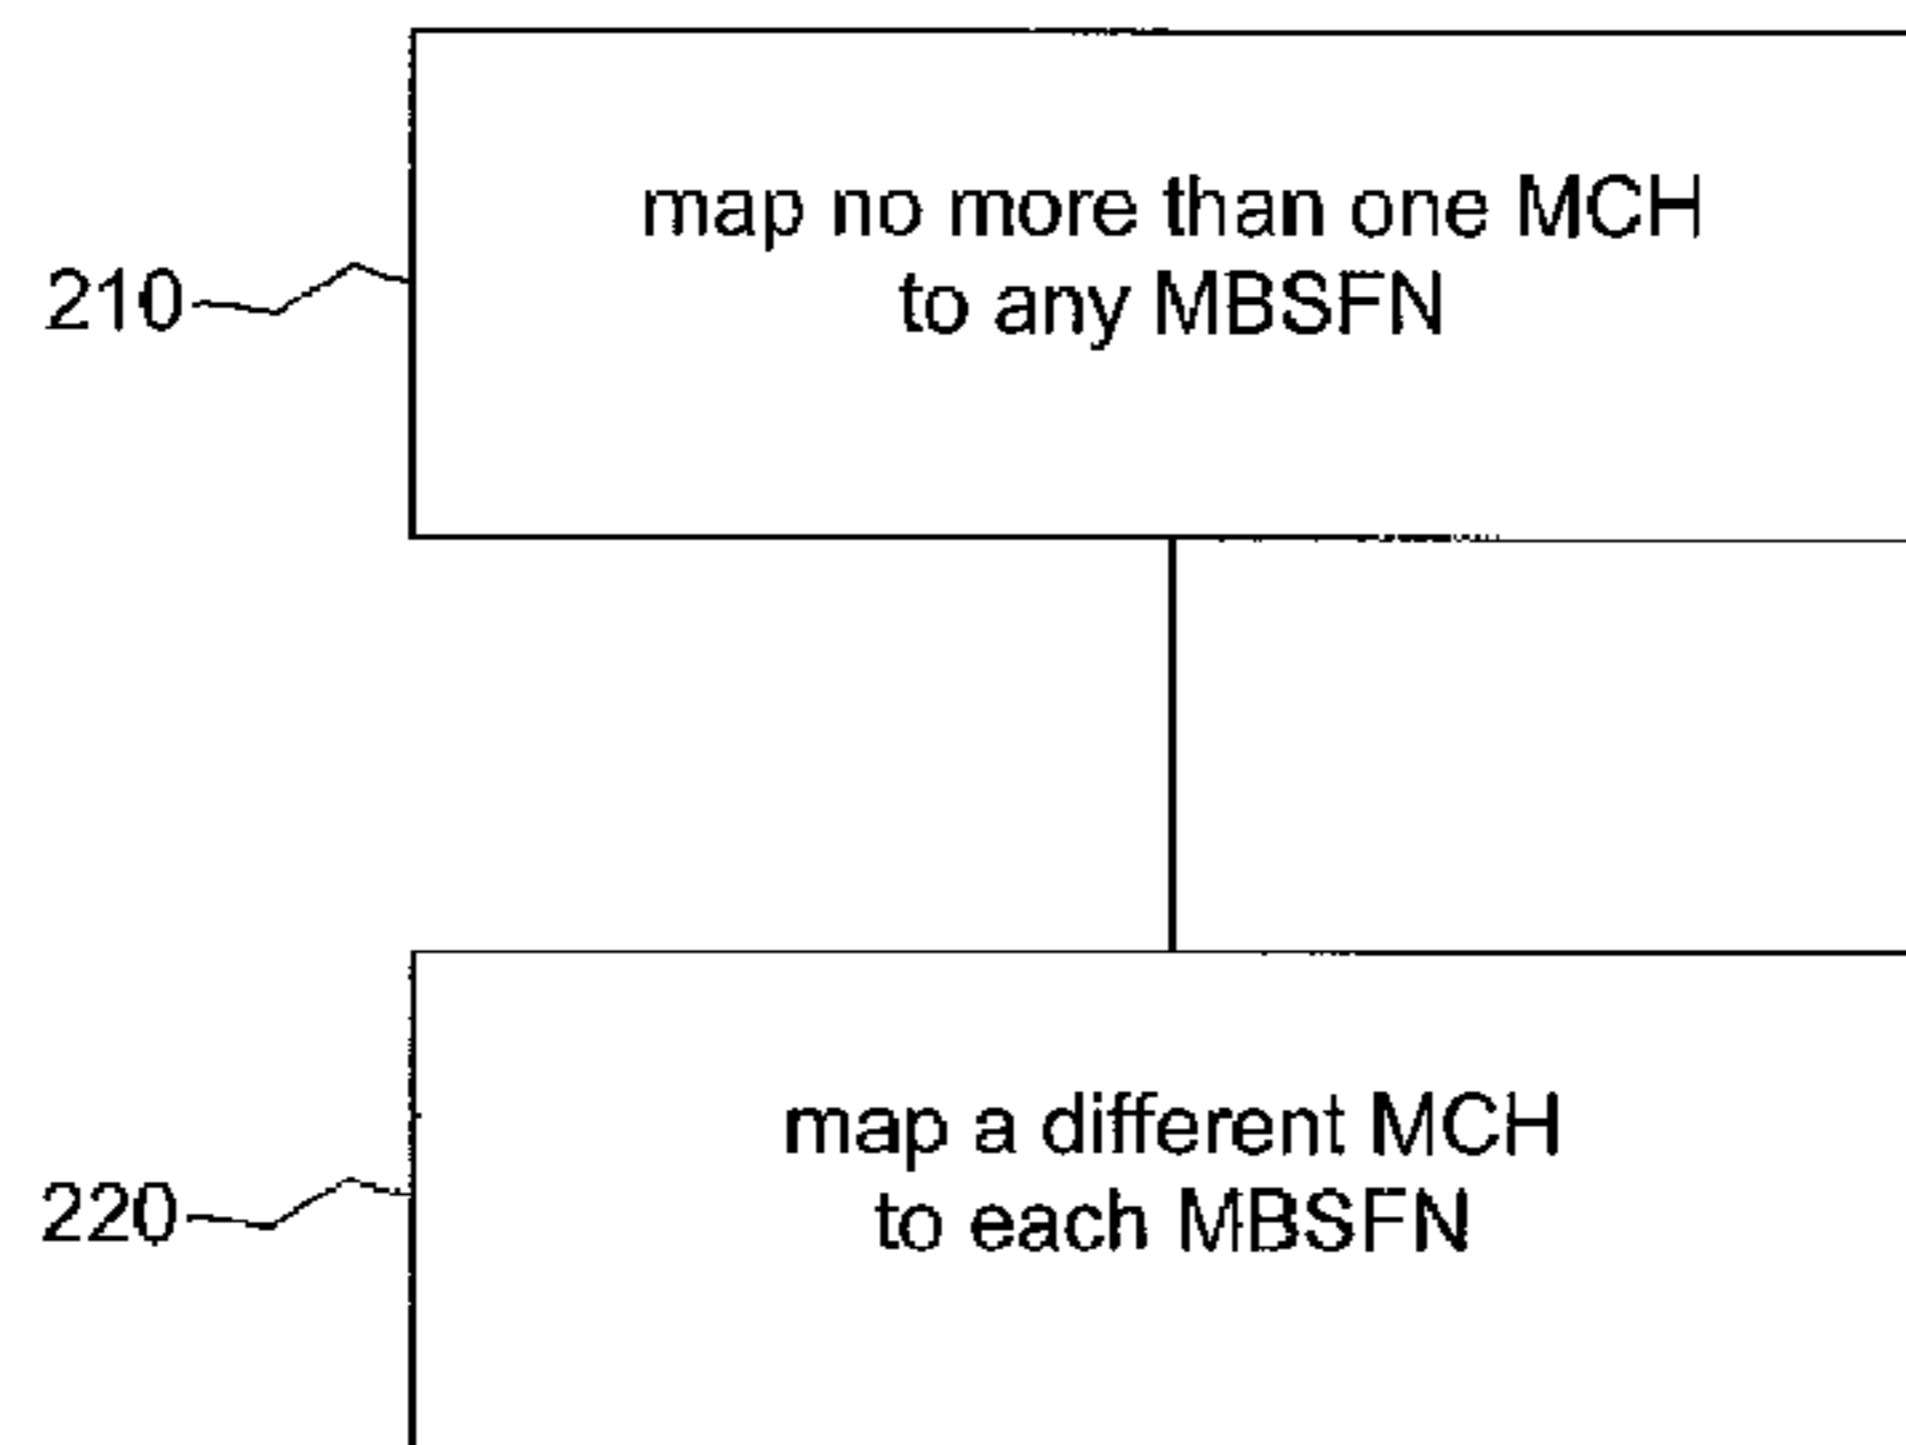 map no more than one MCH
to any MBSFN
210
map a different MCH
to each MBSFN
220